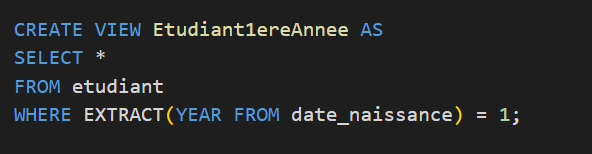 CREATE VIEW Etudiant1ereAnnee AS
SELECT *
FROM etudiant
WHERE EXTRACT(YEAR FROM date_naissance) = 1;